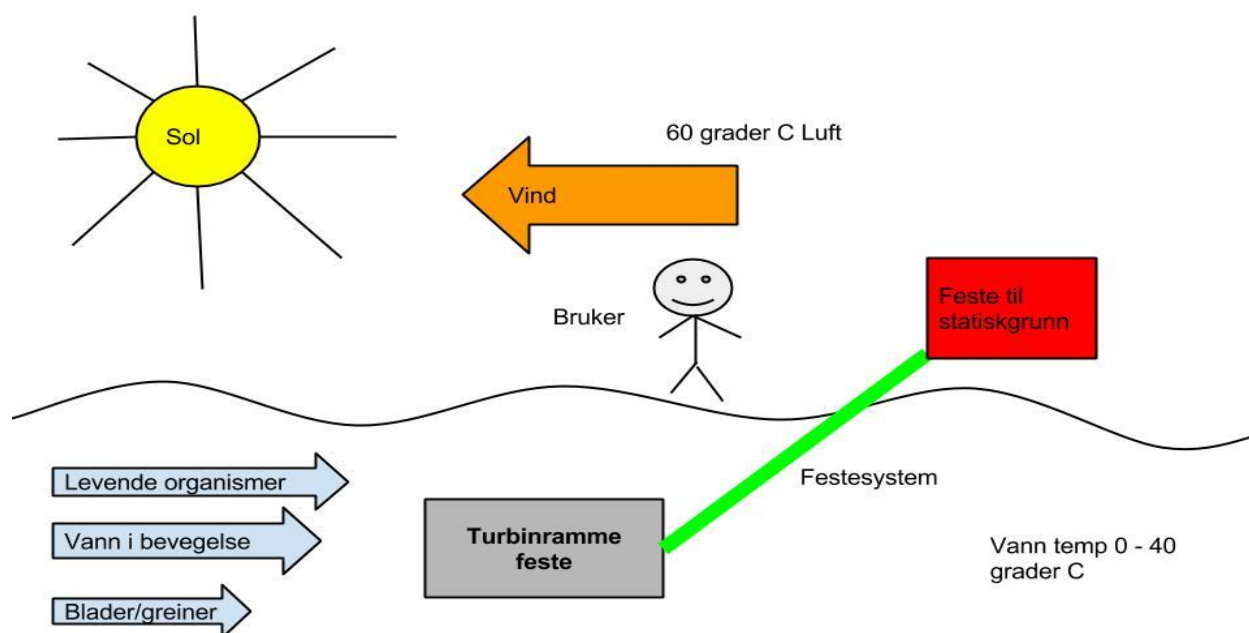 Sol
60 grader C Luft
Vind
Bruker
Feste til
statiskgrunn
Levende organismer
Vann i bevegelse
Blader/greiner
Turbinramme
feste
Festesystem
Vann temp 0 - 40
grader C